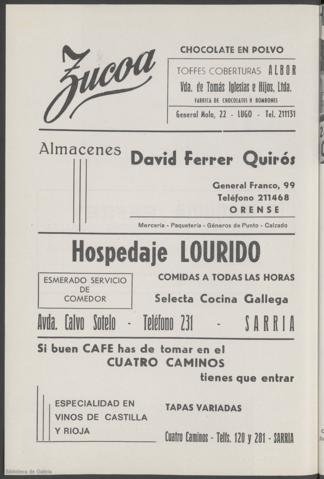 Zucoa
CHOCOLATE EN POLVO
TOFFES COBERTURAS ALBOR
Vda. de Tomás Iglesias e Hijos, Ltda.
FABRICA DE CHOCOLATES Y BOMBONES
General Mola, 22 - LUGO - Tel. 211131
Almacenes
David Ferrer Quirós
General Franco, 99
Teléfono 211468
ORENSE
Mercería - Paquetería - Géneros de Punto - Calzado
Hospedaje LOURIDO
ESMERADO SERVICIO
DE
COMEDOR
COMIDAS A TODAS LAS HORAS
Selecta Cocina Gallega
Avda. Calvo Sotelo - Teléfono 231 - SARRIA
Si buen CAFE has de tomar en el
CUATRO CAMINOS
tienes que entrar
ESPECIALIDAD EN
VINOS DE CASTILLA
Y RIOJA
TAPAS VARIADAS
Cuatro Caminos - Telfs. 120 y 281 - SARRIA
Biblioteca de Galicia